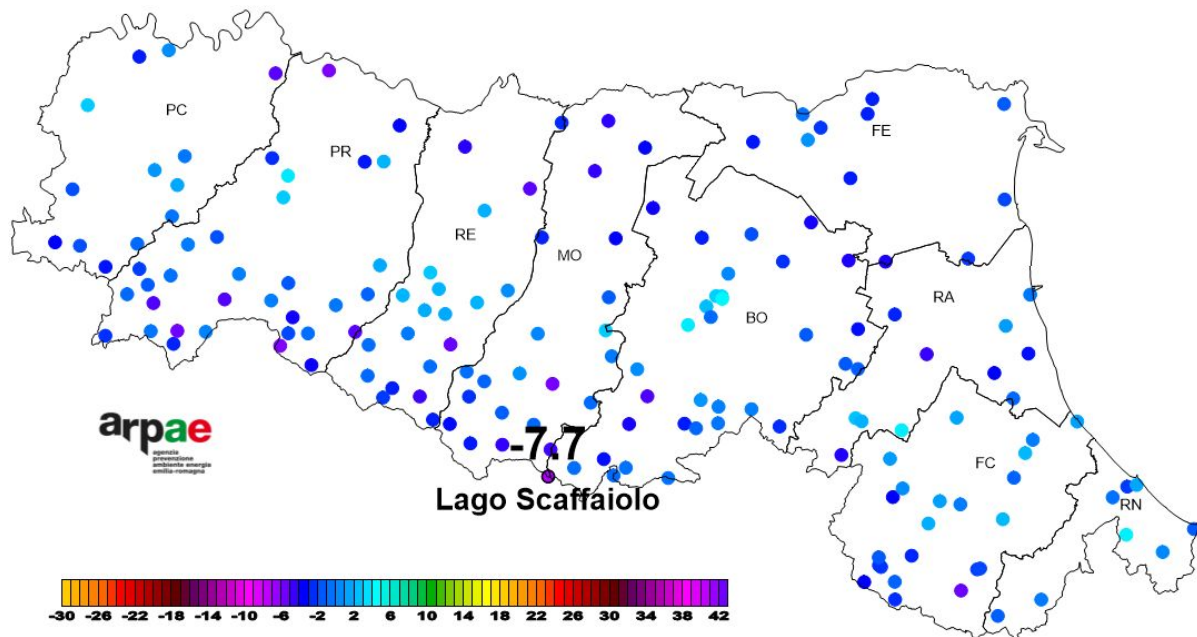 PC
PR
RE
MO
BO
FE
RA
FC
RN
arpae
agenzia
prevenzione
ambiente energia
emilia-romagna
-7.7
Lago Scaffaiolo
-30 -26 -22 -18 -14 -10 -6 -2 2 6 10 14 18 22 26 30 34 38 42